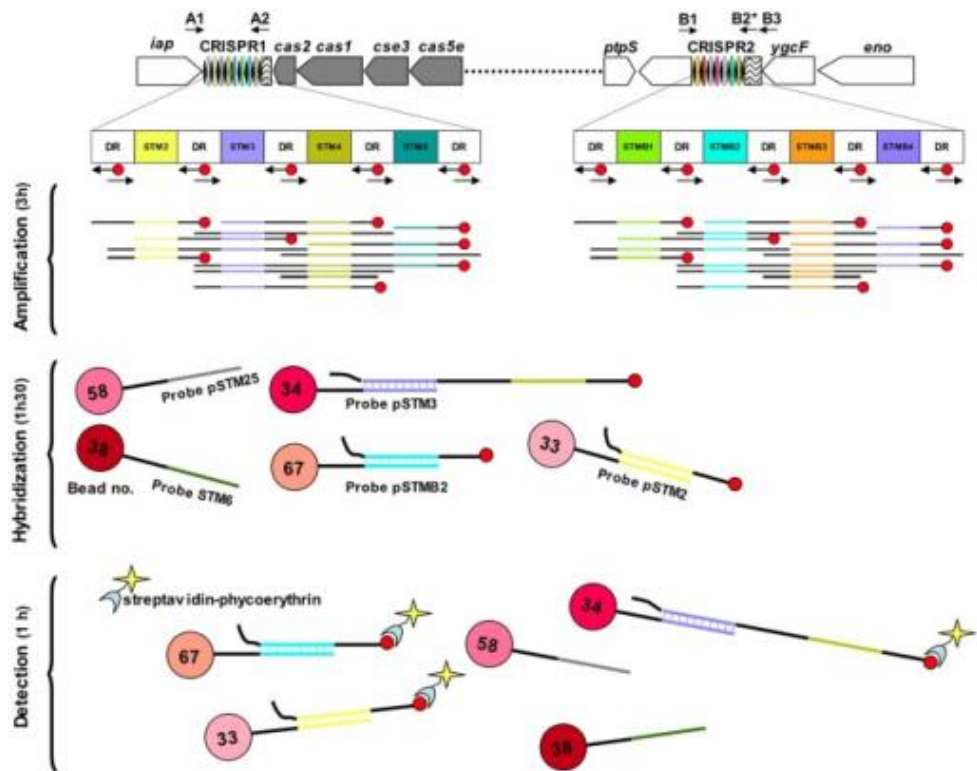 A1 A2 B1 B2* B3
iap CRISPR1 cas2 cas1 cse3 cas5e ptpS CRISPR2 ygcF eno
DR STM2 DR STM3 DR STM4 DR DR DR STMB1 DR STMB2 DR STMB3 DR STMB4 DR
Amplification (3h)
Hybridization (1h30)
58 Probe pSTM25
34 Probe pSTM3
38 Probe STM6
Bead no.
67 Probe pSTMB2
33 Probe pSTM2
Detection (1 h)
streptavidin-phycoerythrin
34
67
58
33
38